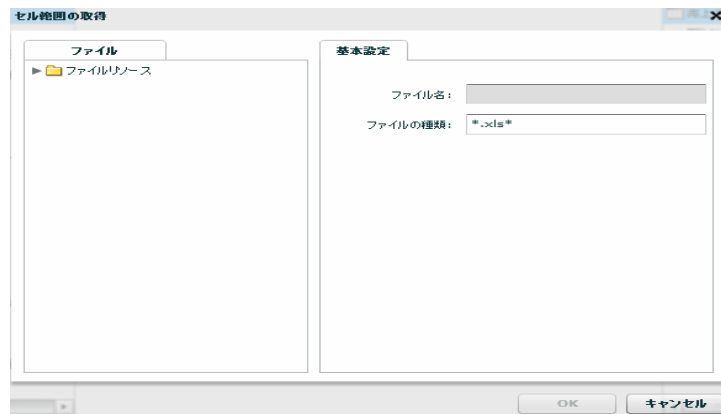 セル範囲の取得
ファイル
ファイルリソース
基本設定
ファイル名:
ファイルの種類:
*.xls*
OK
キャンセル